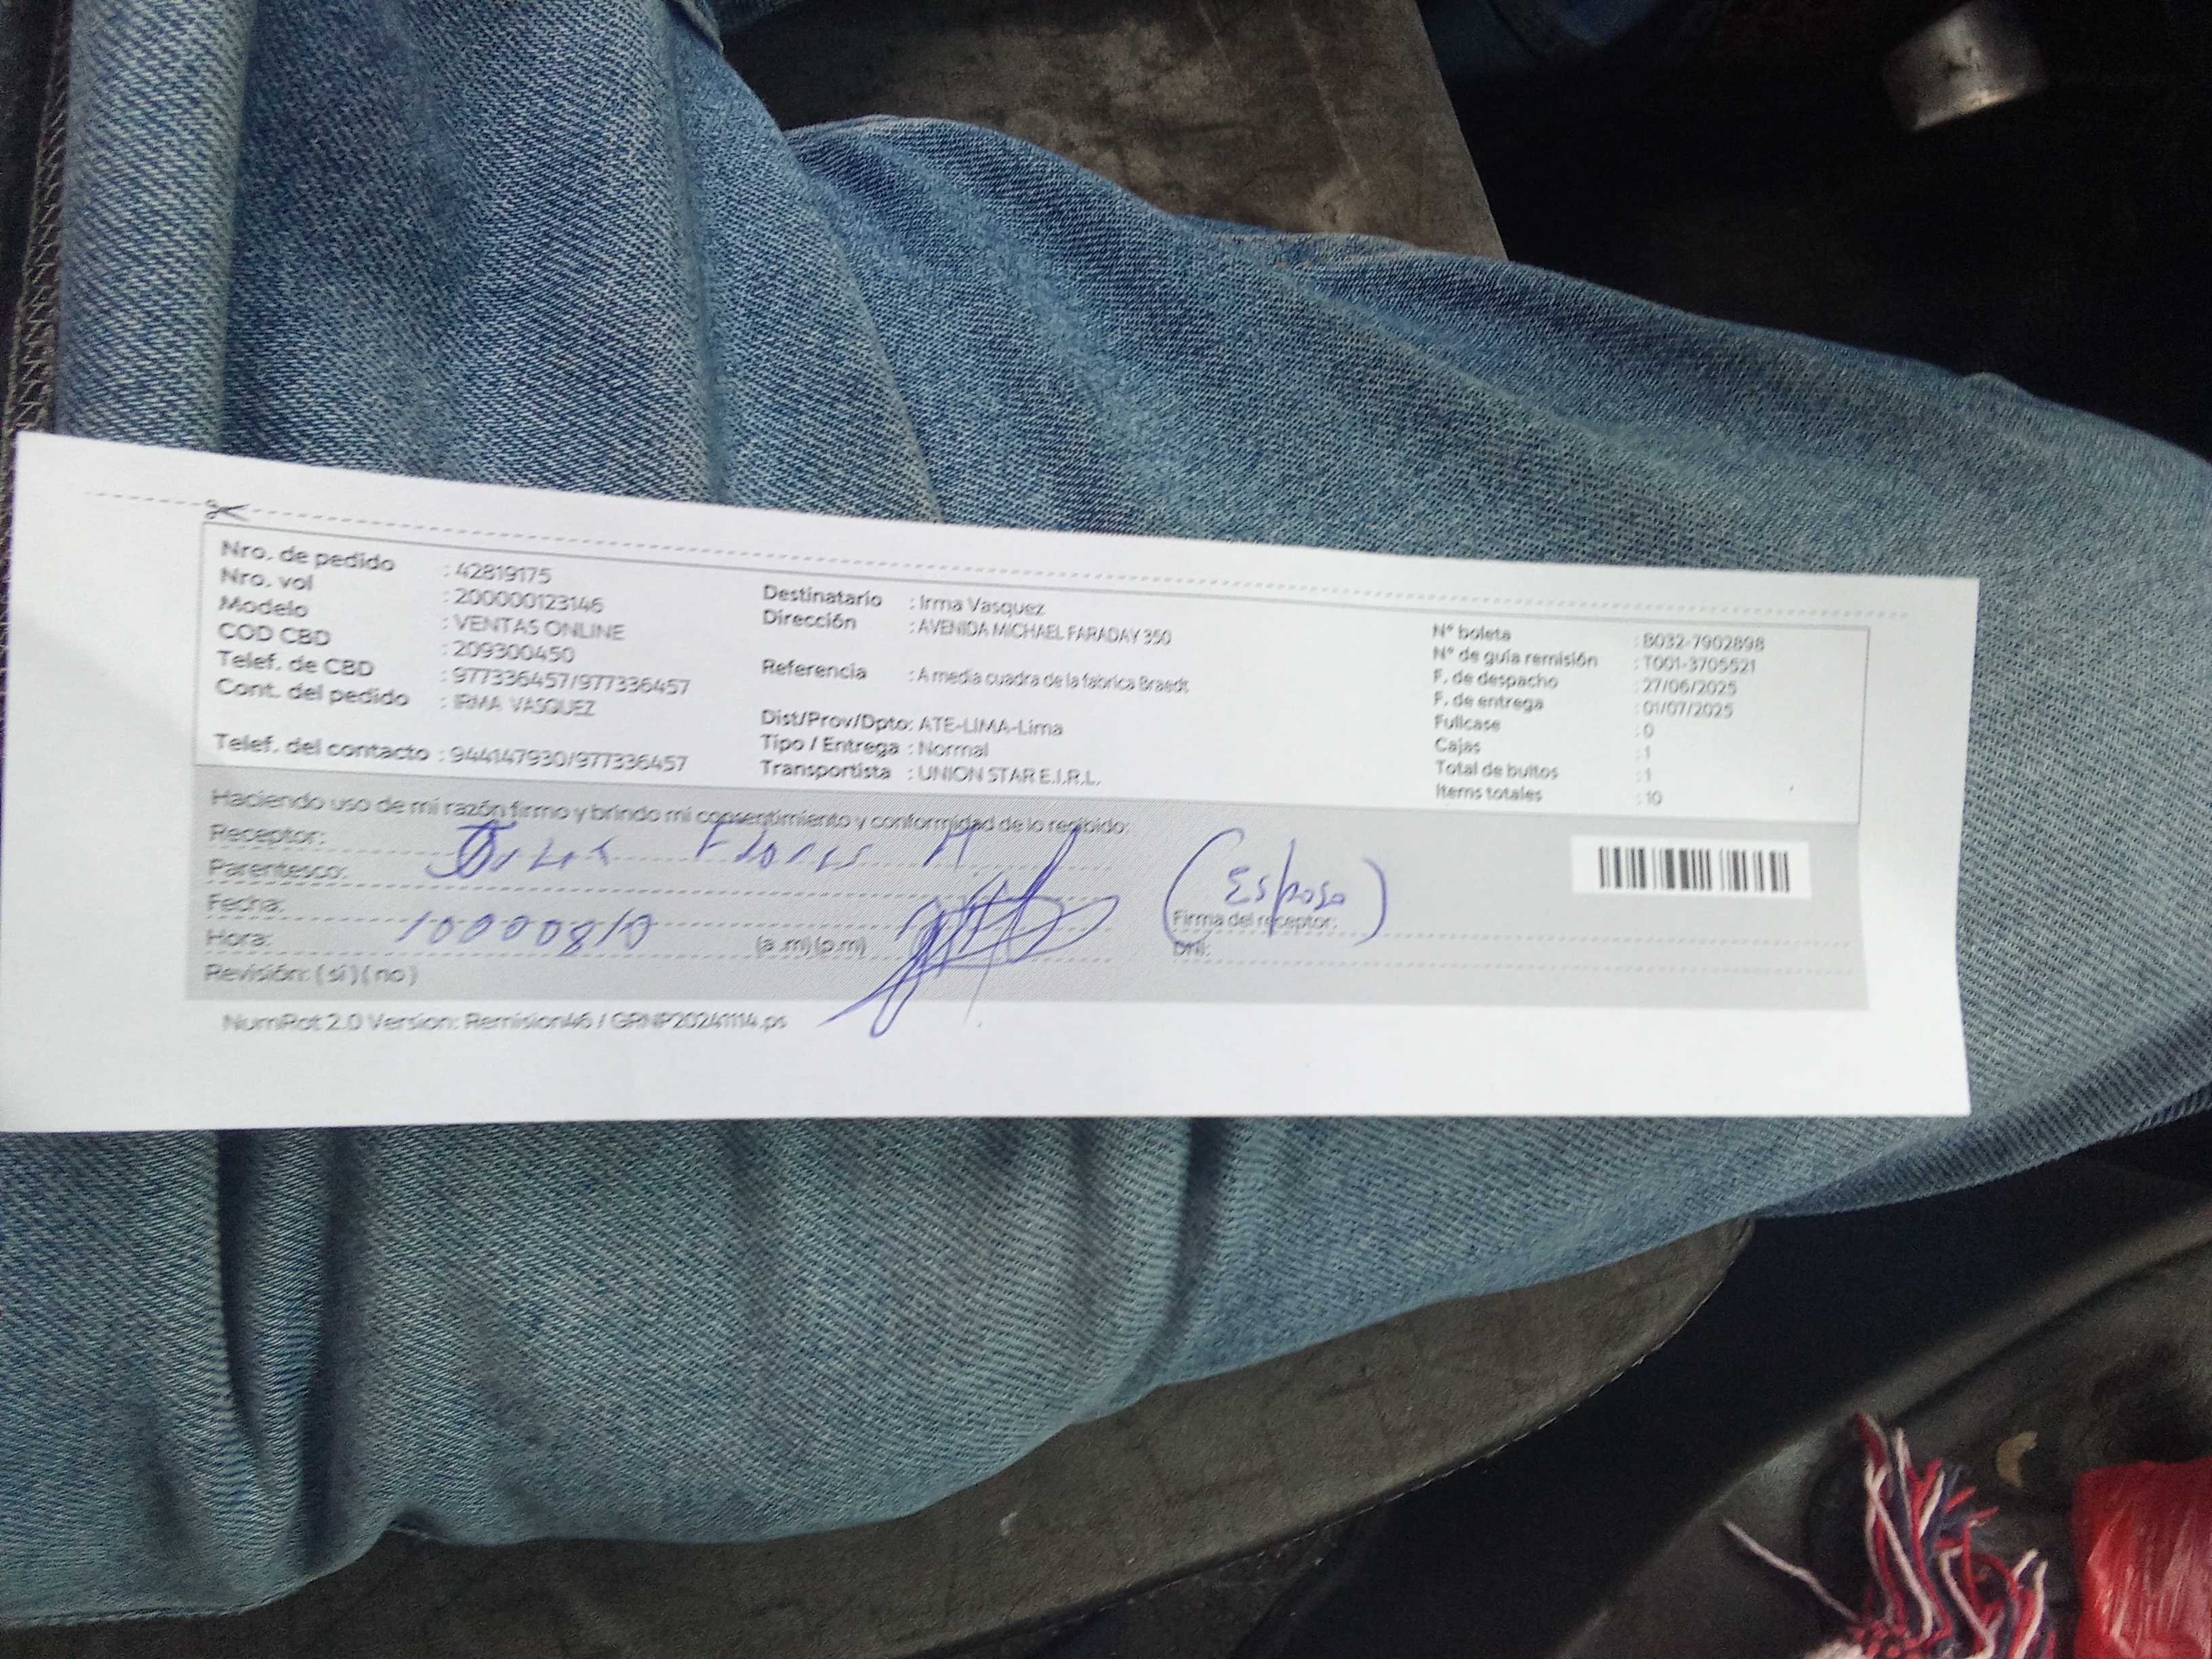 Nro. de pedido : 42819175
Nro. vol : 200000123146
Modelo : VENTAS ONLINE
COD CBD : 209300450
Telef. de CBD : 977336457/977336457
Cont. del pedido : IRMA VASQUEZ
Telef. del contacto : 944147930/977336457
Destinatario : Irma Vasquez
Dirección : AVENIDA MICHAEL FARADAY 350
Referencia : A media cuadra de la fabrica Braedt
Dist/Prov/Dpto: ATE-LIMA-Lima
Tipo / Entrega : Normal
Transportista : UNION STAR E.I.R.L.
N° boleta : B032-7902898
N° de guía remisión : T001-3705521
F. de despacho : 27/06/2025
F. de entrega : 01/07/2025
Fullcase : 0
Cajas : 1
Total de bultos : 1
Items totales : 10
Haciendo uso de mi razón firmo y brindo mi consentimiento y conformidad de lo recibido:
Receptor: Flores M
Parentesco:
(Esposo)
Fecha:
Firma del receptor:
Hora: 10000810 (a .m) (p.m)
DNI:
Revisión: ( si ) ( no )
NumRot 2.0 Version: Remision46 / GRNP20241114.ps